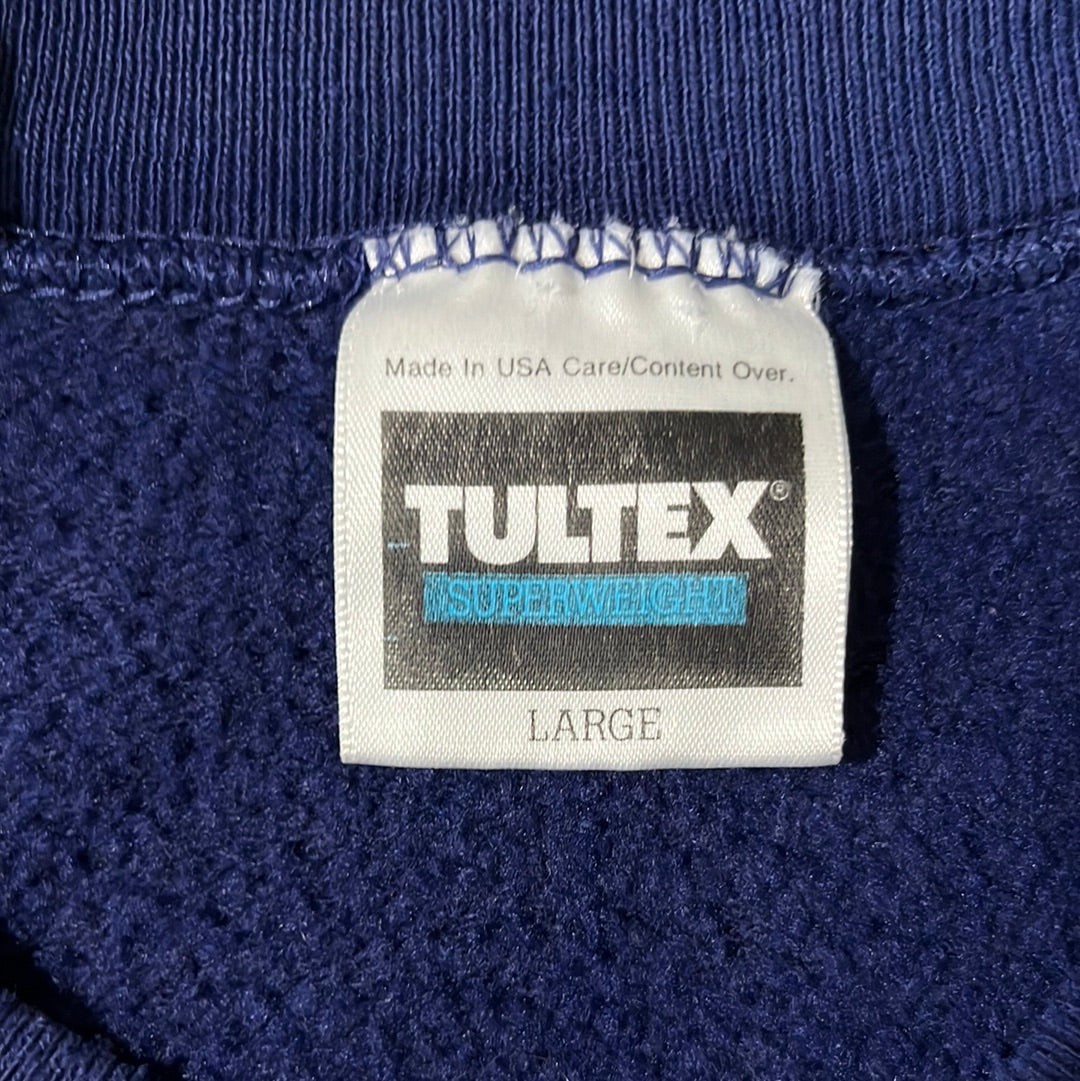 Made In USA Care/Content Over.
TULTEX®
SUPERWEIGHT
LARGE